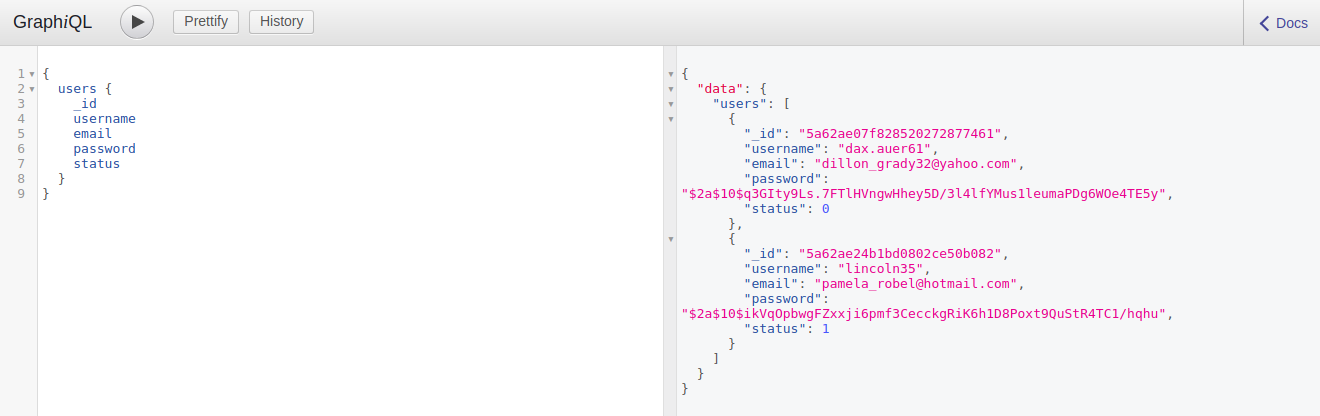 GraphiQL
Prettify
History
Docs
1 {
2   users {
3     _id
4     username
5     email
6     password
7     status
8   }
9 }
{
  "data": {
    "users": [
      {
        "_id": "5a62ae07f828520272877461",
        "username": "dax.auer61",
        "email": "dillon_grady32@yahoo.com",
        "password":
"$2a$10$q3GIty9Ls.7FTlHVngwHhey5D/3l4lfYMus1leumaPDg6WOe4TE5y",
        "status": 0
      },
      {
        "_id": "5a62ae24b1bd0802ce50b082",
        "username": "lincoln35",
        "email": "pamela_robel@hotmail.com",
        "password":
"$2a$10$ikVqOpbwgFZxxji6pmf3CecckgRiK6h1D8Poxt9QuStR4TC1/hqhu",
        "status": 1
      }
    ]
  }
}